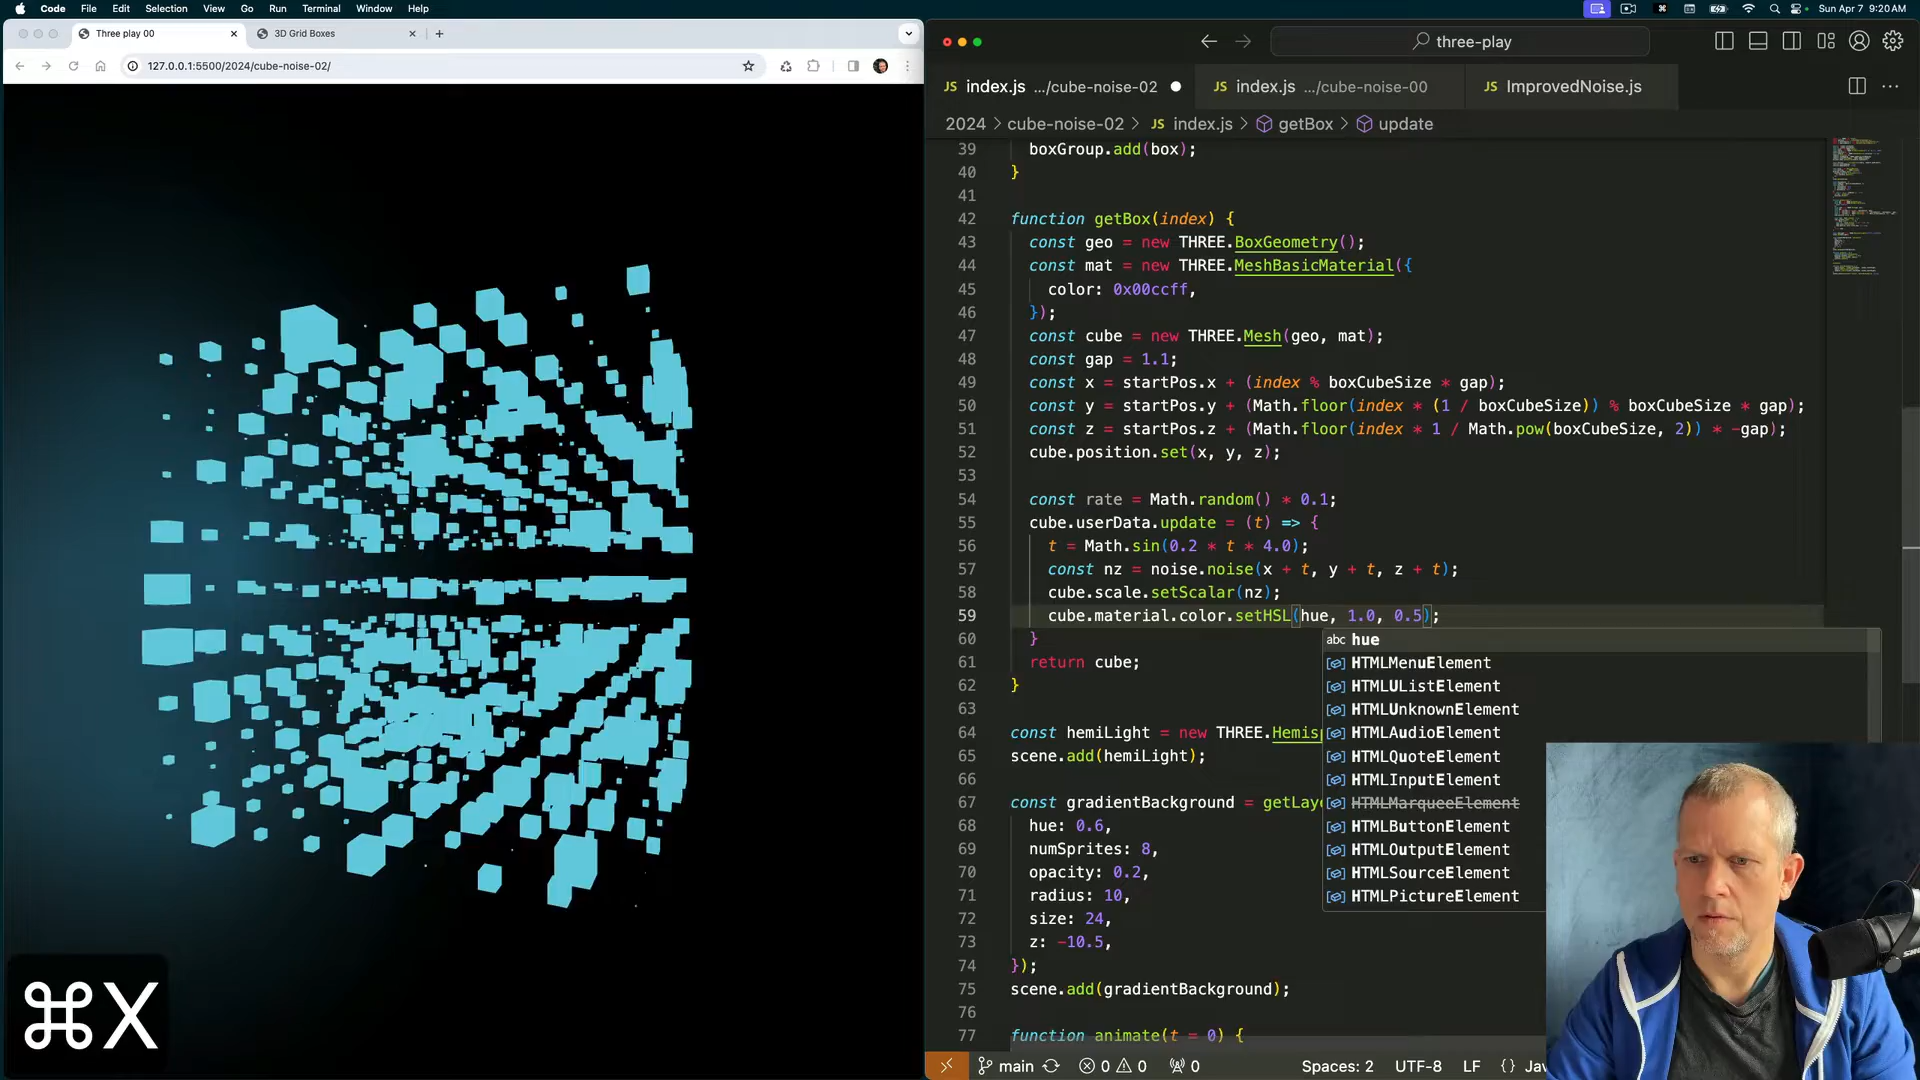 Code File Edit Selection View Go Run Terminal Window Help
Sun Apr 7 9:20 AM
Three play 00
3D Grid Boxes
127.0.0.1:5500/2024/cube-noise-02/
three-play
JS index.js .../cube-noise-02
JS index.js .../cube-noise-00
JS ImprovedNoise.js
2024 > cube-noise-02 > JS index.js > getBox > update
39 boxGroup.add(box);
40 }
41
42 function getBox(index) {
43 const geo = new THREE.BoxGeometry();
44 const mat = new THREE.MeshBasicMaterial({
45 color: 0x00ccff,
46 });
47 const cube = new THREE.Mesh(geo, mat);
48 const gap = 1.1;
49 const x = startPos.x + (index % boxCubeSize * gap);
50 const y = startPos.y + (Math.floor(index * (1 / boxCubeSize)) % boxCubeSize * gap);
51 const z = startPos.z + (Math.floor(index * 1 / Math.pow(boxCubeSize, 2)) * -gap);
52 cube.position.set(x, y, z);
53
54 const rate = Math.random() * 0.1;
55 cube.userData.update = (t) => {
56 t = Math.sin(0.2 * t * 4.0);
57 const nz = noise.noise(x + t, y + t, z + t);
58 cube.scale.setScalar(nz);
59 cube.material.color.setHSL(hue, 1.0, 0.5);
60 }
61 return cube;
62 }
63
64 const hemiLight = new THREE.Hemisp
65 scene.add(hemiLight);
66
67 const gradientBackground = getLaye
68 hue: 0.6,
69 numSprites: 8,
70 opacity: 0.2,
71 radius: 10,
72 size: 24,
73 z: -10.5,
74 });
75 scene.add(gradientBackground);
76
77 function animate(t = 0) {
abc hue
HTMLMenuElement
HTMLUListElement
HTMLUnknownElement
HTMLAudioElement
HTMLQuoteElement
HTMLInputElement
HTMLMarqueeElement
HTMLButtonElement
HTMLOutputElement
HTMLSourceElement
HTMLPictureElement
⌘X
main 0 0 0 Spaces: 2 UTF-8 LF {} Jav